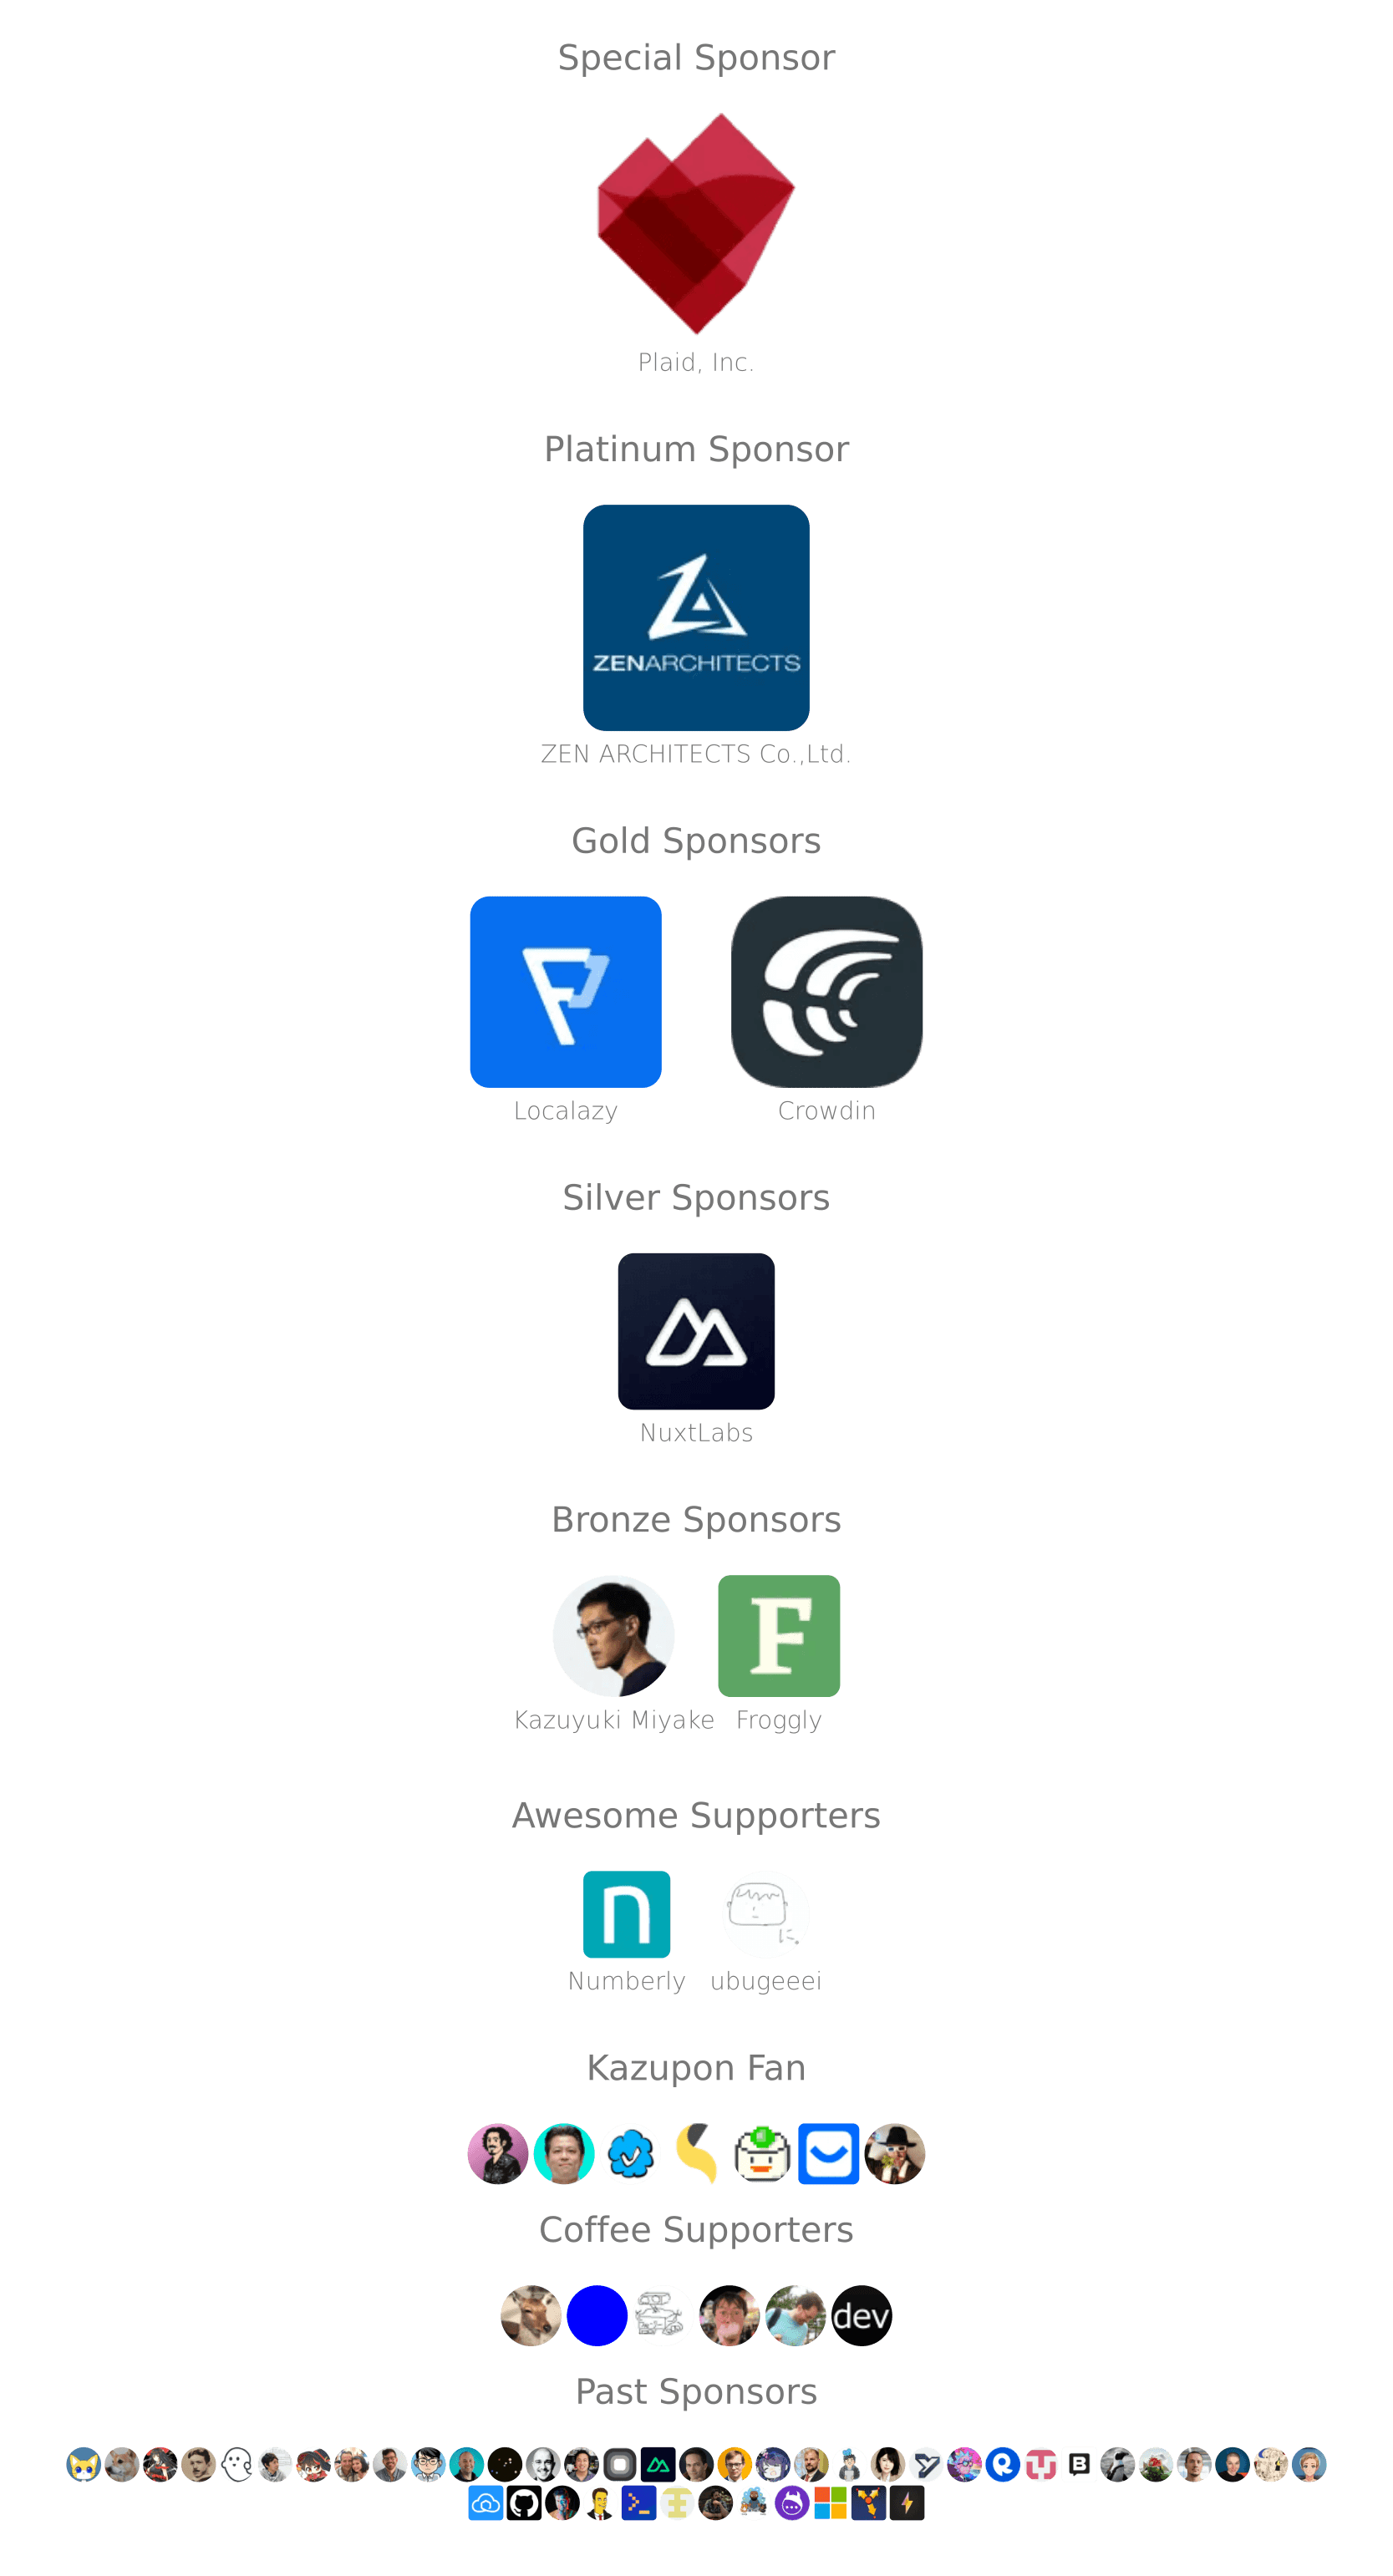 Special Sponsor
Plaid, Inc.
Platinum Sponsor
ZENARCHITECTS
ZEN ARCHITECTS Co.,Ltd.
Gold Sponsors
Localazy Crowdin
Silver Sponsors
NuxtLabs
Bronze Sponsors
F
Kazuyuki Miyake Froggly
Awesome Supporters
n
に。
Numberly ubugeeei
Kazupon Fan
Coffee Supporters
dev
Past Sponsors
R
B